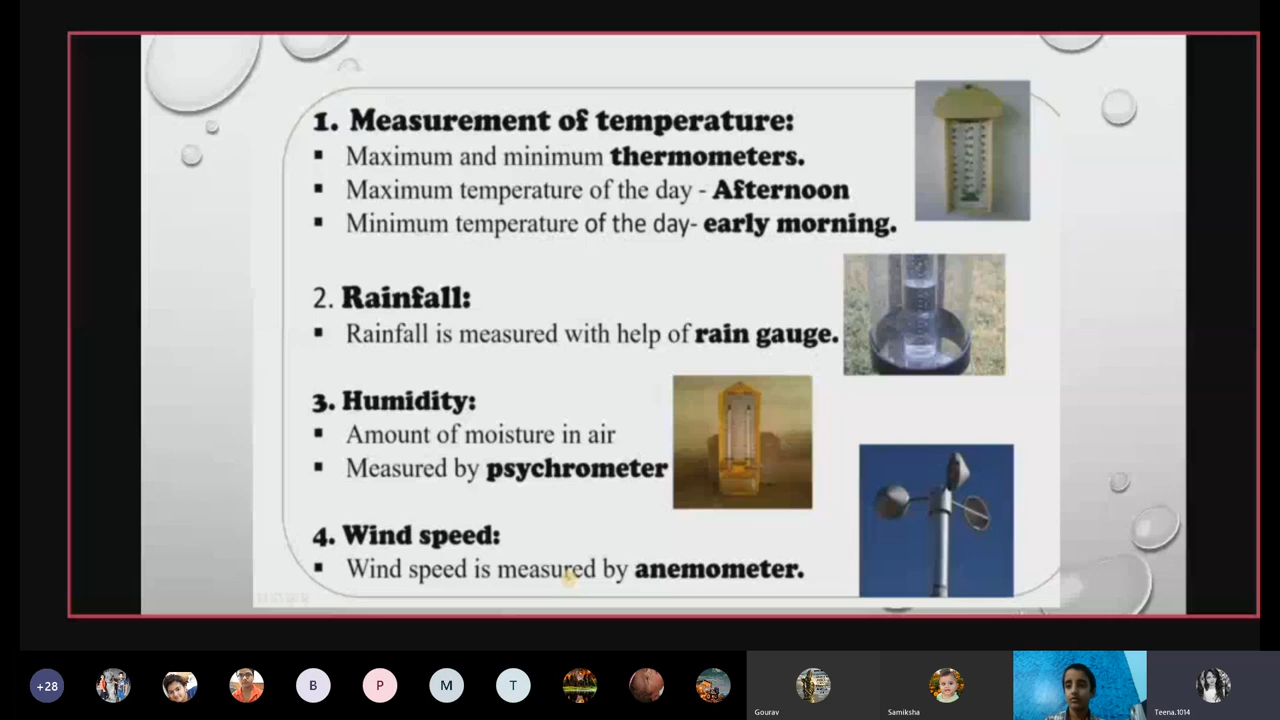 1. Measurement of temperature:
▪ Maximum and minimum thermometers.
▪ Maximum temperature of the day - Afternoon
▪ Minimum temperature of the day- early morning.
2. Rainfall:
▪ Rainfall is measured with help of rain gauge.
3. Humidity:
▪ Amount of moisture in air
▪ Measured by psychrometer
4. Wind speed:
▪ Wind speed is measured by anemometer.
+28
B
P
M
T
Gourav
Samiksha
Teena.1014